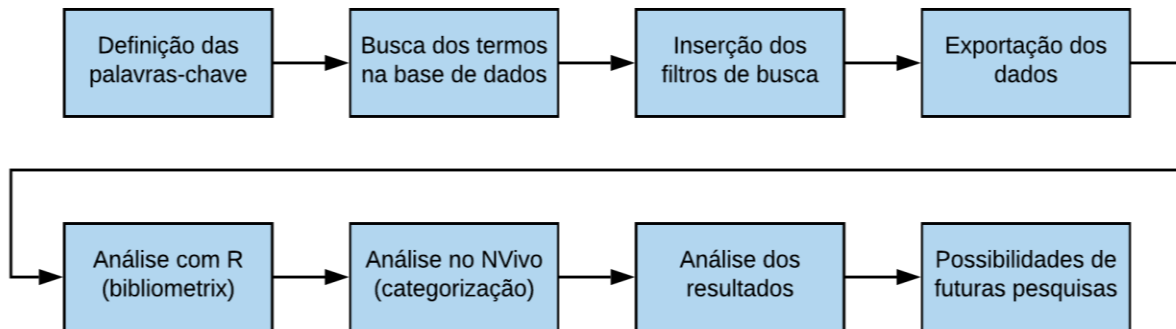 Definição das
palavras-chave
Busca dos termos
na base de dados
Inserção dos
filtros de busca
Exportação dos
dados
Análise com R
(bibliometrix)
Análise no NVivo
(categorização)
Análise dos
resultados
Possibilidades de
futuras pesquisas